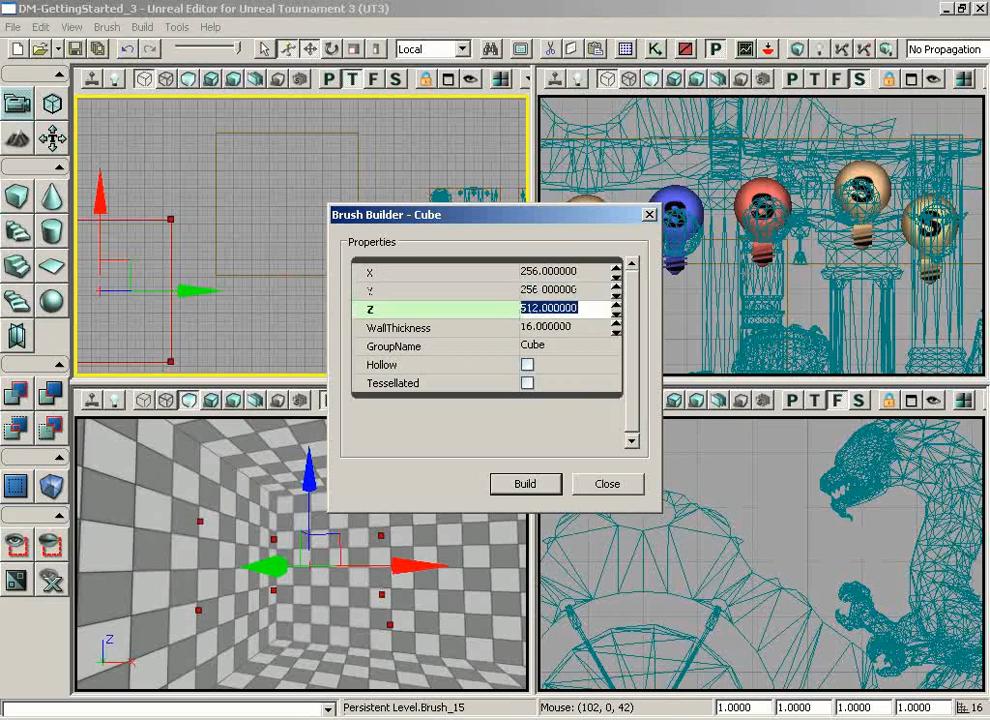 DM-GettingStarted_3 - Unreal Editor for Unreal Tournament 3 (UT3)
File Edit View Brush Build Tools Help
Local
P
No Propagation
P T F S
P T F S
S S S S
Brush Builder - Cube
Properties
X 256.000000
Y 256.000000
Z 512.000000
WallThickness 16.000000
GroupName Cube
Hollow
Tessellated
P T F S
Build Close
Z
X
Persistent Level.Brush_15 Mouse: (102, 0, 42) 1.0000 1.0000 1.0000 1.0000 16